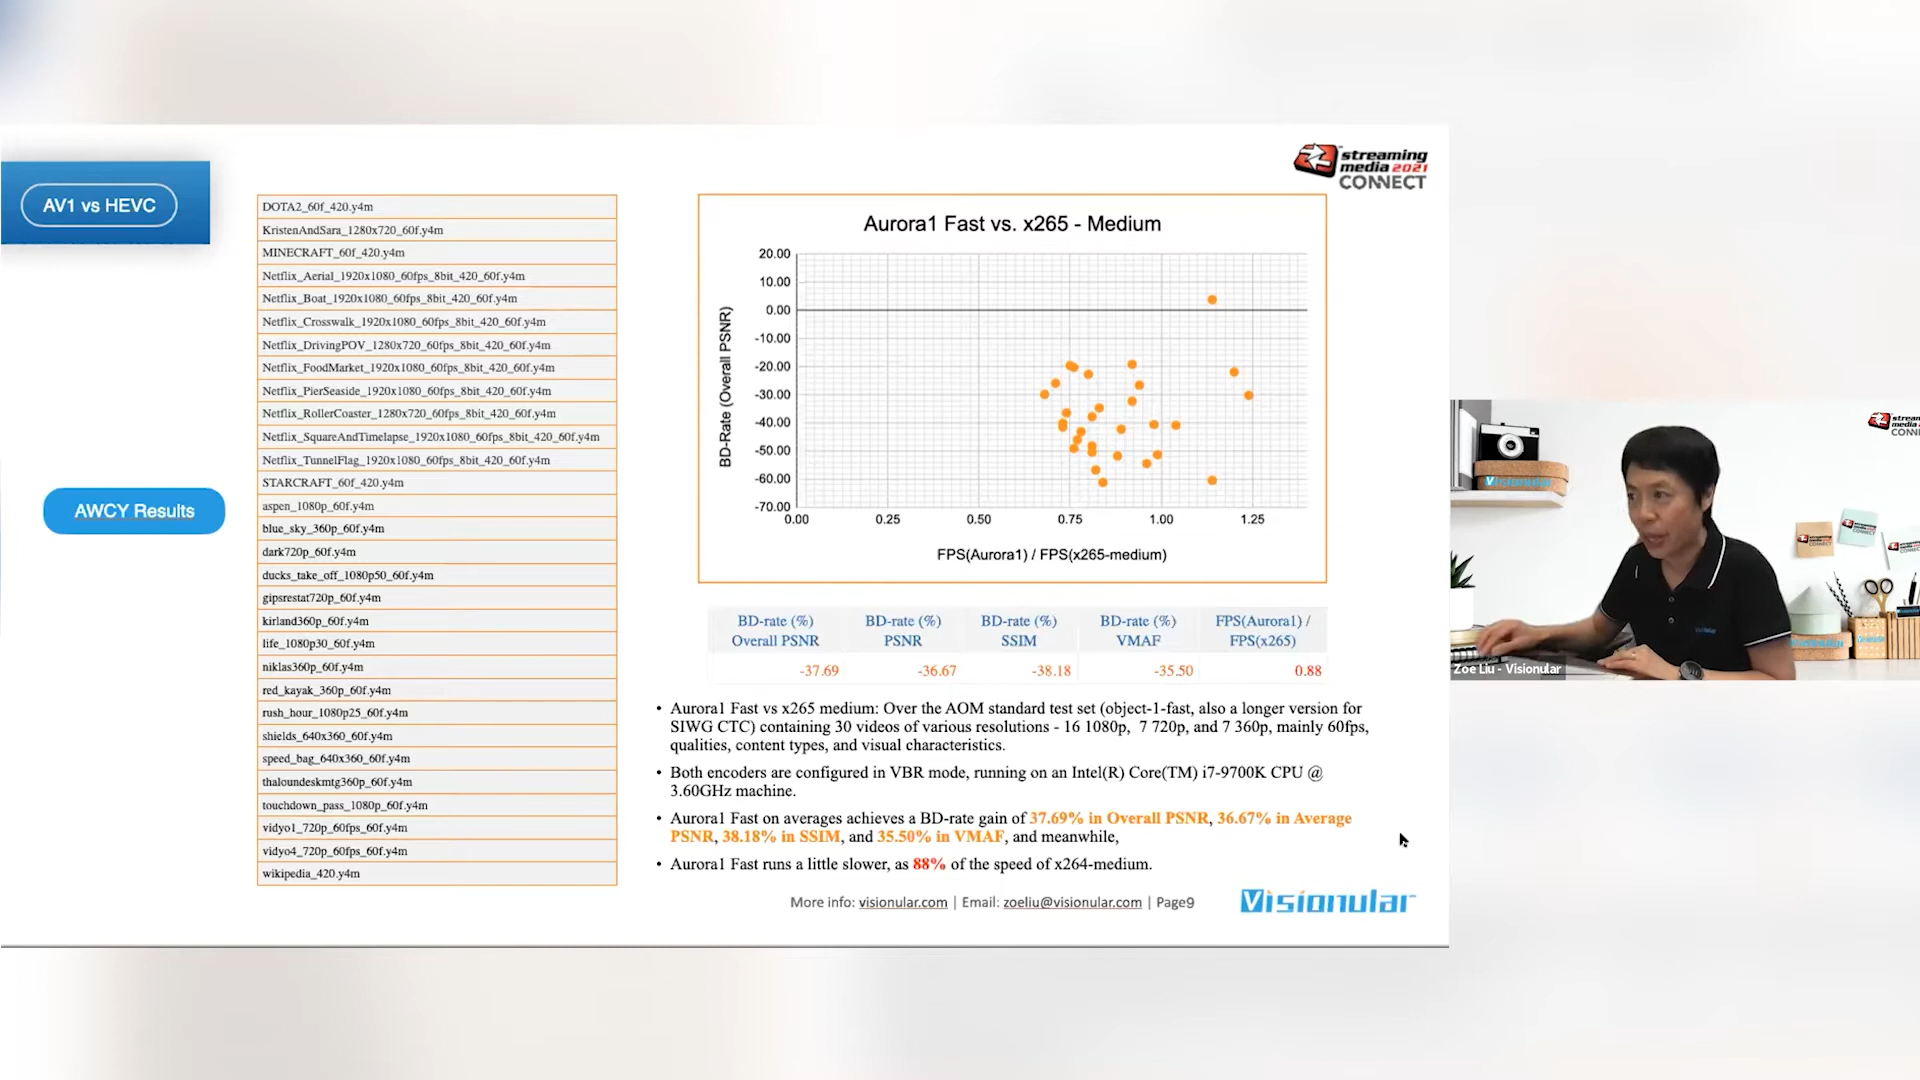 streaming
media 2021
CONNECT
AV1 vs HEVC
AWCY Results
DOTA2_60f_420.y4m
KristenAndSara_1280x720_60f.y4m
MINECRAFT_60f_420.y4m
Netflix_Aerial_1920x1080_60fps_8bit_420_60f.y4m
Netflix_Boat_1920x1080_60fps_8bit_420_60f.y4m
Netflix_Crosswalk_1920x1080_60fps_8bit_420_60f.y4m
Netflix_DrivingPOV_1280x720_60fps_8bit_420_60f.y4m
Netflix_FoodMarket_1920x1080_60fps_8bit_420_60f.y4m
Netflix_PierSeaside_1920x1080_60fps_8bit_420_60f.y4m
Netflix_RollerCoaster_1280x720_60fps_8bit_420_60f.y4m
Netflix_SquareAndTimelapse_1920x1080_60fps_8bit_420_60f.y4m
Netflix_TunnelFlag_1920x1080_60fps_8bit_420_60f.y4m
STARCRAFT_60f_420.y4m
aspen_1080p_60f.y4m
blue_sky_360p_60f.y4m
dark720p_60f.y4m
ducks_take_off_1080p50_60f.y4m
gipsrestat720p_60f.y4m
kirland360p_60f.y4m
life_1080p30_60f.y4m
niklas360p_60f.y4m
red_kayak_360p_60f.y4m
rush_hour_1080p25_60f.y4m
shields_640x360_60f.y4m
speed_bag_640x360_60f.y4m
thaloundeskmtg360p_60f.y4m
touchdown_pass_1080p_60f.y4m
vidyo1_720p_60fps_60f.y4m
vidyo4_720p_60fps_60f.y4m
wikipedia_420.y4m
Aurora1 Fast vs. x265 - Medium
BD-Rate (Overall PSNR)
20.00
10.00
0.00
-10.00
-20.00
-30.00
-40.00
-50.00
-60.00
-70.00
0.00 0.25 0.50 0.75 1.00 1.25
FPS(Aurora1) / FPS(x265-medium)
BD-rate (%) BD-rate (%) BD-rate (%) BD-rate (%) FPS(Aurora1) /
Overall PSNR PSNR SSIM VMAF FPS(x265)
-37.69 -36.67 -38.18 -35.50 0.88
• Aurora1 Fast vs x265 medium: Over the AOM standard test set (object-1-fast, also a longer version for
SIWG CTC) containing 30 videos of various resolutions - 16 1080p, 7 720p, and 7 360p, mainly 60fps,
qualities, content types, and visual characteristics.
• Both encoders are configured in VBR mode, running on an Intel(R) Core(TM) i7-9700K CPU @
3.60GHz machine.
• Aurora1 Fast on averages achieves a BD-rate gain of 37.69% in Overall PSNR, 36.67% in Average
PSNR, 38.18% in SSIM, and 35.50% in VMAF, and meanwhile,
• Aurora1 Fast runs a little slower, as 88% of the speed of x264-medium.
More info: visionular.com | Email: zoeliu@visionular.com | Page9
Visionular
Visionular
Zoe Liu - Visionular